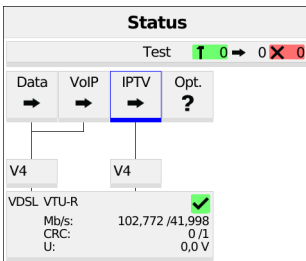 Status
Test 0 ➡ 0 ✕ 0
Data VoIP IPTV Opt.
➡ ➡ ➡ ?
V4 V4
VDSL VTU-R ✔
Mb/s: 102,772 /41,998
CRC: 0 /1
U: 0,0 V